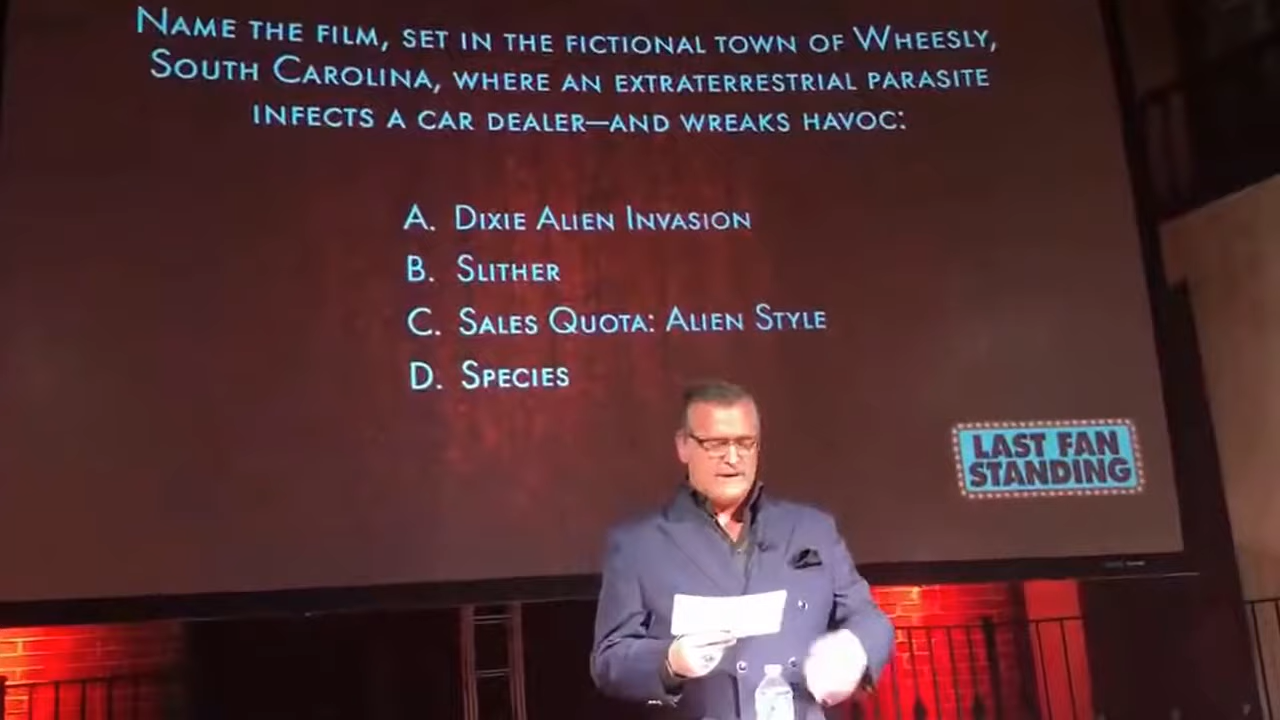 Name the film, set in the fictional town of Wheesly,
South Carolina, where an extraterrestrial parasite
infects a car dealer—and wreaks havoc:
A. Dixie Alien Invasion
B. Slither
C. Sales Quota: Alien Style
D. Species
LAST FAN
STANDING